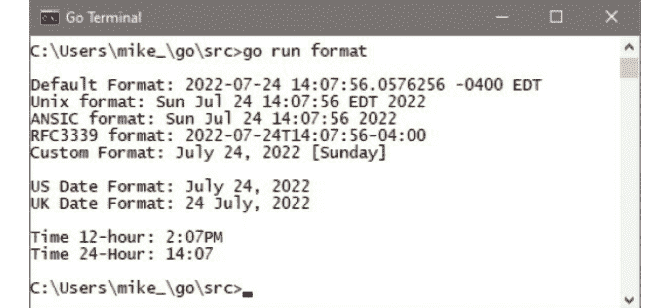 Go Terminal
C:\Users\mike_\go\src>go run format
Default Format: 2022-07-24 14:07:56.0576256 -0400 EDT
Unix format: Sun Jul 24 14:07:56 EDT 2022
ANSIC format: Sun Jul 24 14:07:56 2022
RFC3339 format: 2022-07-24T14:07:56-04:00
Custom Format: July 24, 2022 [Sunday]
US Date Format: July 24, 2022
UK Date Format: 24 July, 2022
Time 12-hour: 2:07PM
Time 24-Hour: 14:07
C:\Users\mike_\go\src>